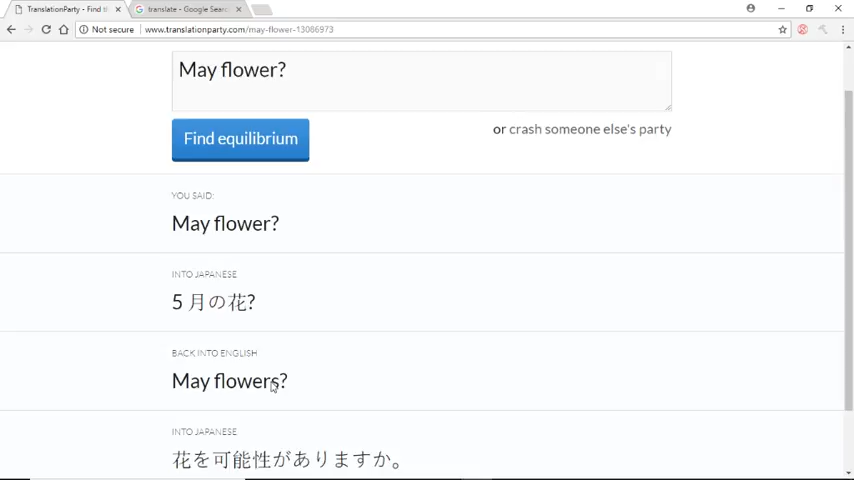 TranslationParty - Find t
translate - Google Searc
Not secure
www.translationparty.com/may-flower-13086973
May flower?
Find equilibrium
or crash someone else's party
YOU SAID:
May flower?
INTO JAPANESE
5 月の花?
BACK INTO ENGLISH
May flowers?
INTO JAPANESE
花を可能性がありますか。